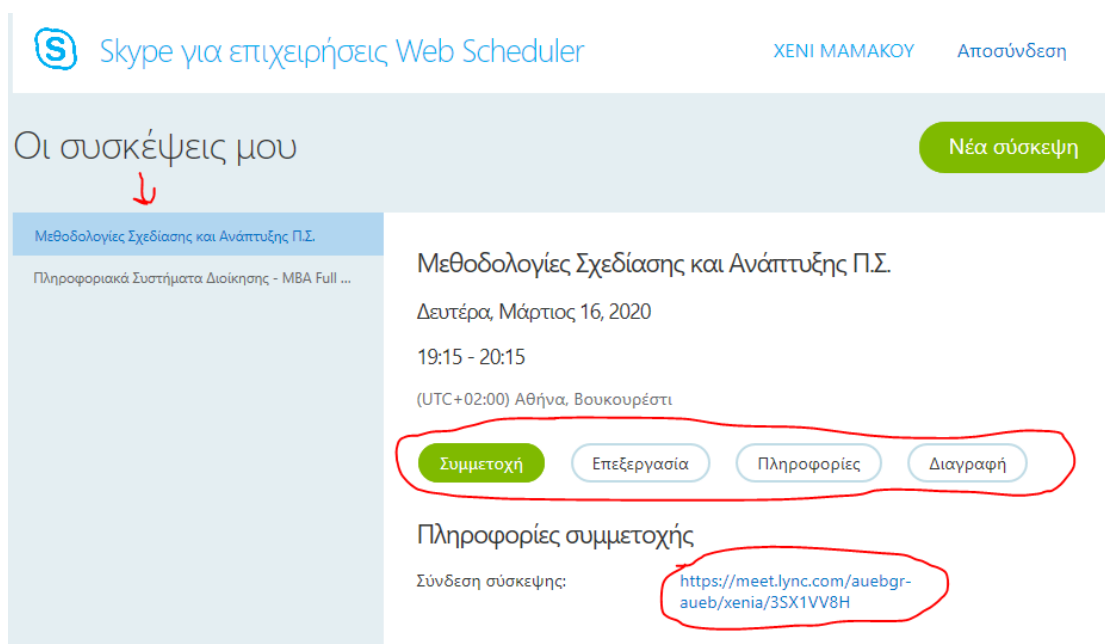 Skype για επιχειρήσεις Web Scheduler
XENI MAMAKOY
Αποσύνδεση
Οι συσκέψεις μου
Νέα σύσκεψη
Μεθοδολογίες Σχεδίασης και Ανάπτυξης Π.Σ.
Πληροφοριακά Συστήματα Διοίκησης - MBA Full ...
Μεθοδολογίες Σχεδίασης και Ανάπτυξης Π.Σ.
Δευτέρα, Μάρτιος 16, 2020
19:15 - 20:15
(UTC+02:00) Αθήνα, Βουκουρέστι
Συμμετοχή
Επεξεργασία
Πληροφορίες
Διαγραφή
Πληροφορίες συμμετοχής
Σύνδεση σύσκεψης:
https://meet.lync.com/auebgr-
aueb/xenia/3SX1VV8H